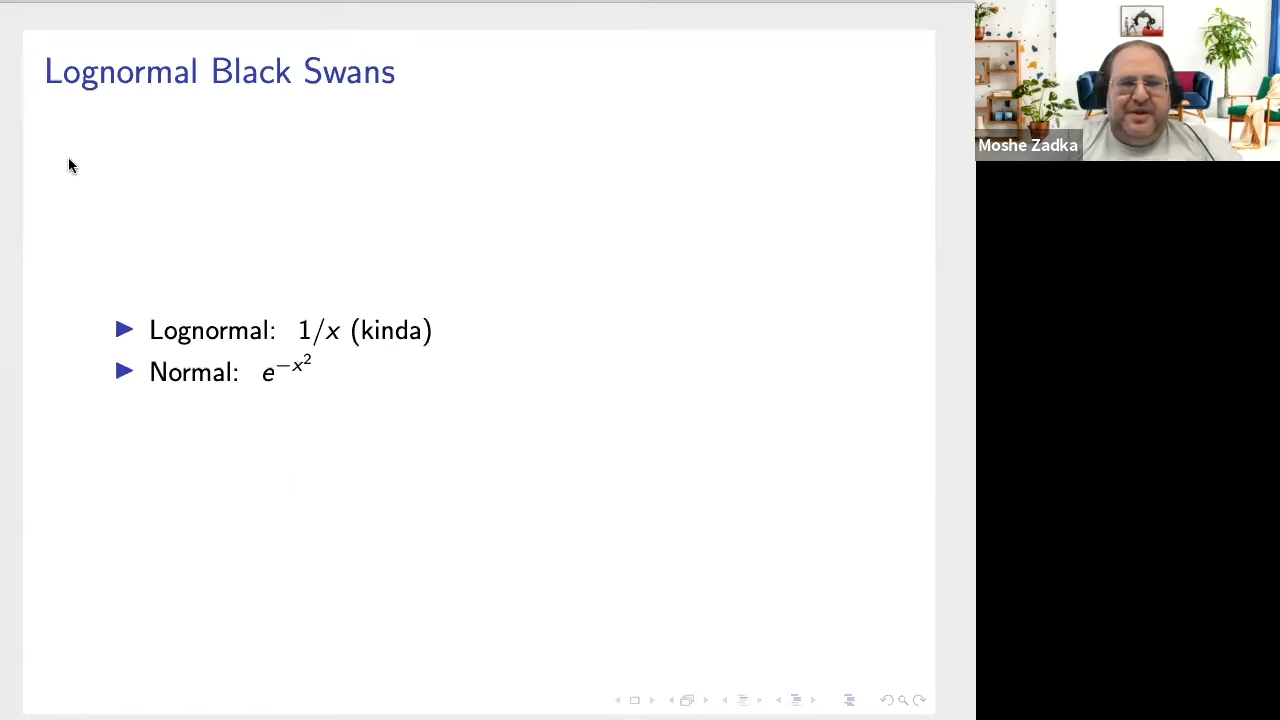 Lognormal Black Swans
Lognormal: 1/x (kinda)
Normal: e^{-x^2}
Moshe Zadka